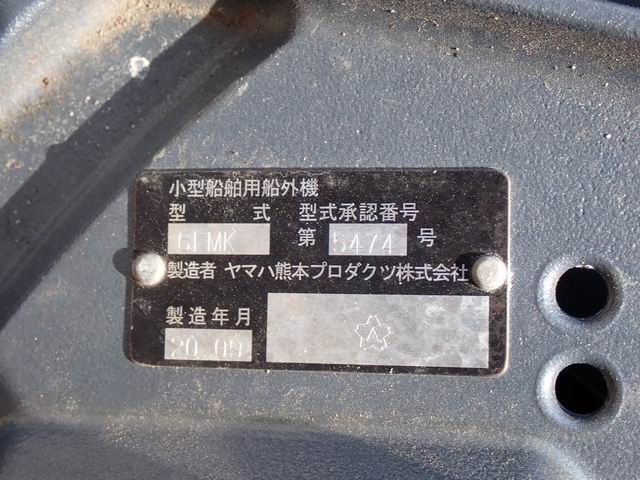 小型船舶用船外機
型 式 型式承認番号
6FMK 第 5474 号
製造者 ヤマハ熊本プロダクツ株式会社
製造年月
20.09
A